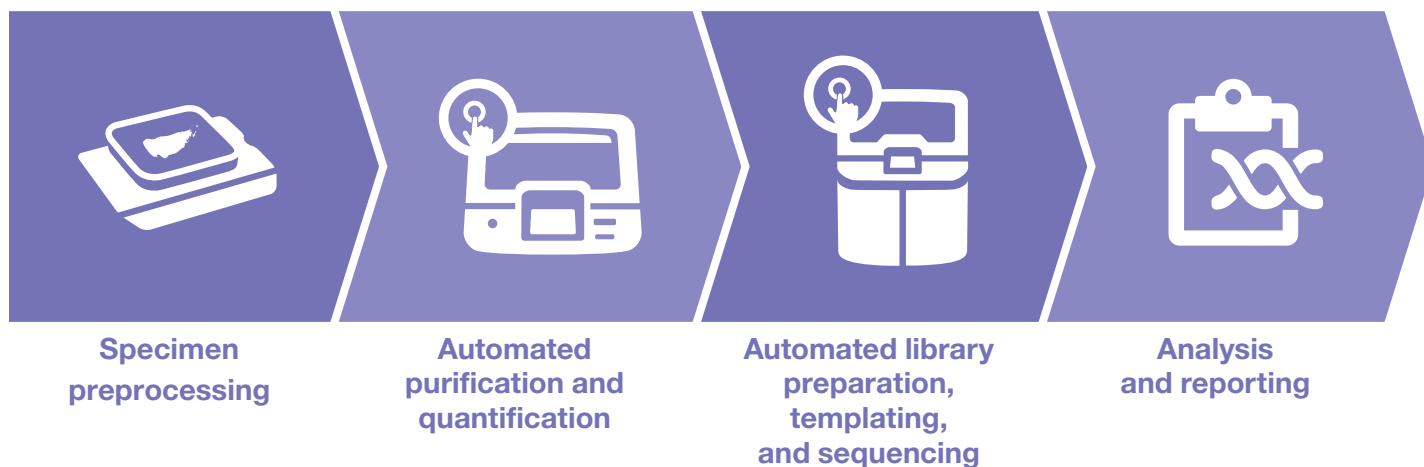 Specimen
preprocessing
Automated
purification and
quantification
Automated library
preparation,
templating,
and sequencing
Analysis
and reporting